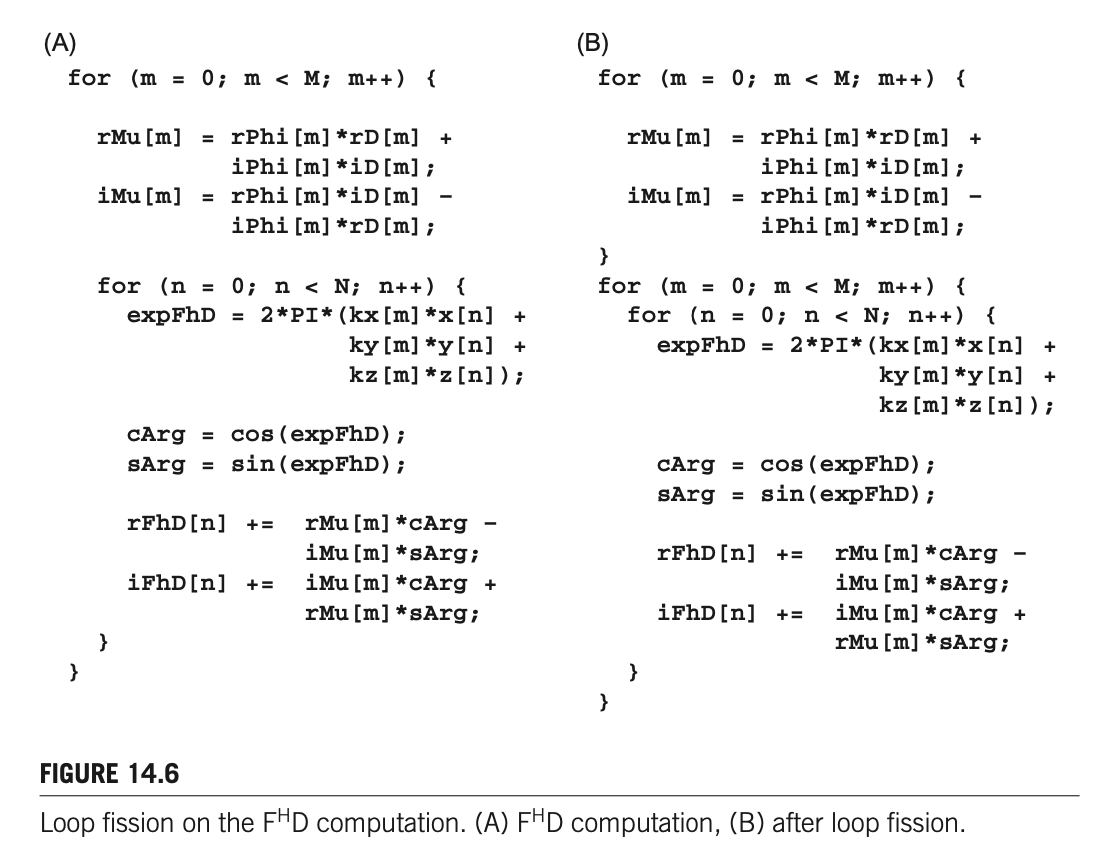 (A)
for (m = 0; m < M; m++) {
rMu[m] = rPhi[m]*rD[m] +
iPhi[m]*iD[m];
iMu[m] = rPhi[m]*iD[m] –
iPhi[m]*rD[m];
for (n = 0; n < N; n++) {
expFhD = 2*PI*(kx[m]*x[n] +
ky[m]*y[n] +
kz[m]*z[n]);
cArg = cos(expFhD);
sArg = sin(expFhD);
rFhD[n] += rMu[m]*cArg –
iMu[m]*sArg;
iFhD[n] += iMu[m]*cArg +
rMu[m]*sArg;
}
}
(B)
for (m = 0; m < M; m++) {
rMu[m] = rPhi[m]*rD[m] +
iPhi[m]*iD[m];
iMu[m] = rPhi[m]*iD[m] –
iPhi[m]*rD[m];
}
for (m = 0; m < M; m++) {
for (n = 0; n < N; n++) {
expFhD = 2*PI*(kx[m]*x[n] +
ky[m]*y[n] +
kz[m]*z[n]);
cArg = cos(expFhD);
sArg = sin(expFhD);
rFhD[n] += rMu[m]*cArg –
iMu[m]*sArg;
iFhD[n] += iMu[m]*cArg +
rMu[m]*sArg;
}
}
FIGURE 14.6
Loop fission on the FᴴD computation. (A) FᴴD computation, (B) after loop fission.